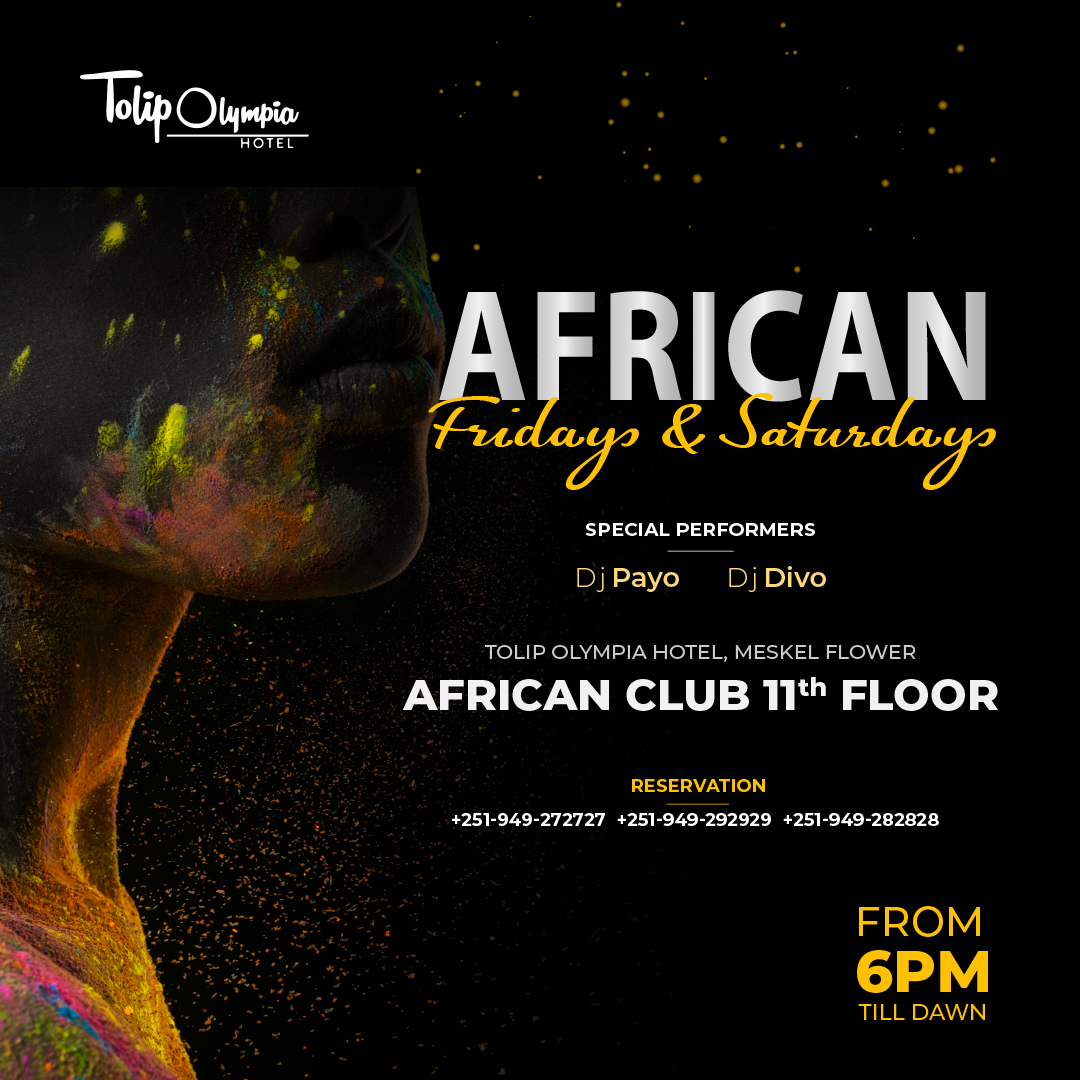 Tolip Olympia
HOTEL
AFRICAN
Fridays & Saturdays
SPECIAL PERFORMERS
Dj Payo Dj Divo
TOLIP OLYMPIA HOTEL, MESKEL FLOWER
AFRICAN CLUB 11th FLOOR
RESERVATION
+251-949-272727 +251-949-292929 +251-949-282828
FROM
6PM
TILL DAWN